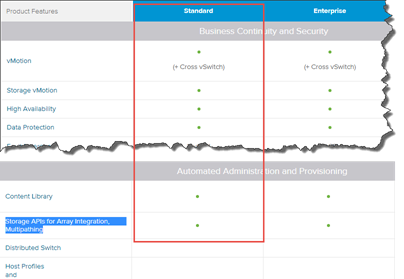 Product Features Standard Enterprise
Business Continuity and Security
vMotion
(+ Cross vSwitch) (+ Cross vSwitch)
Storage vMotion
High Availability
Data Protection
Automated Administration and Provisioning
Content Library
Storage APIs for Array Integration,
Multipathing
Distributed Switch
Host Profiles
and